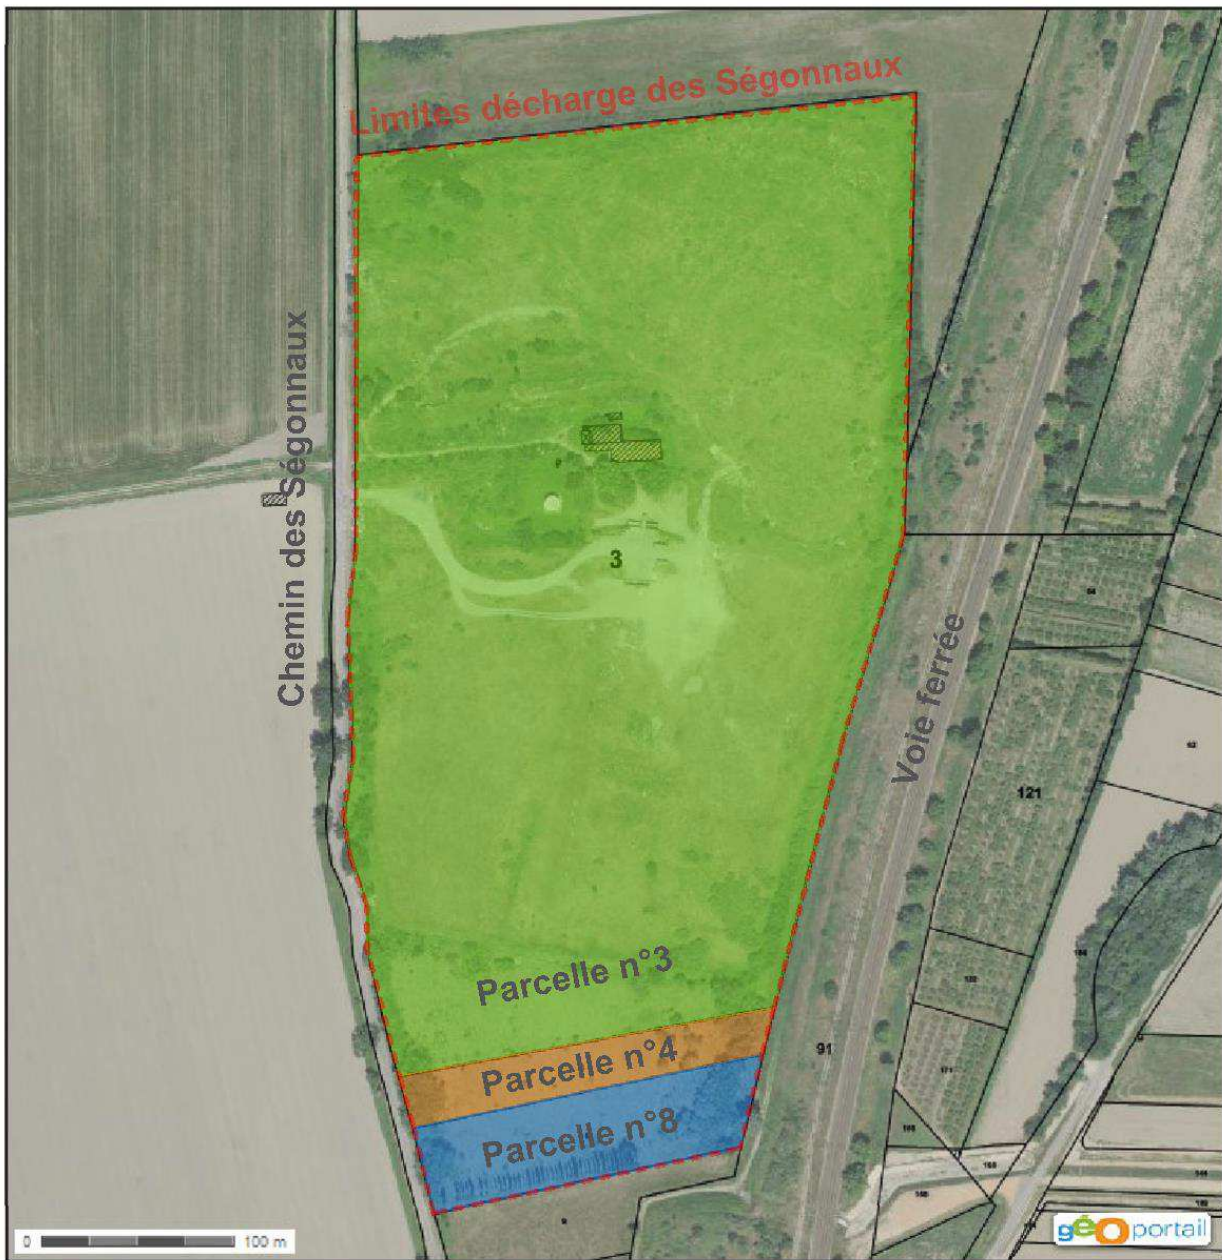 Limites décharge des Ségonnaux
Chemin des Ségonnaux
3
Voie ferrée
121
Parcelle n°3
Parcelle n°4
91
Parcelle n°8
0 100 m
géoportail